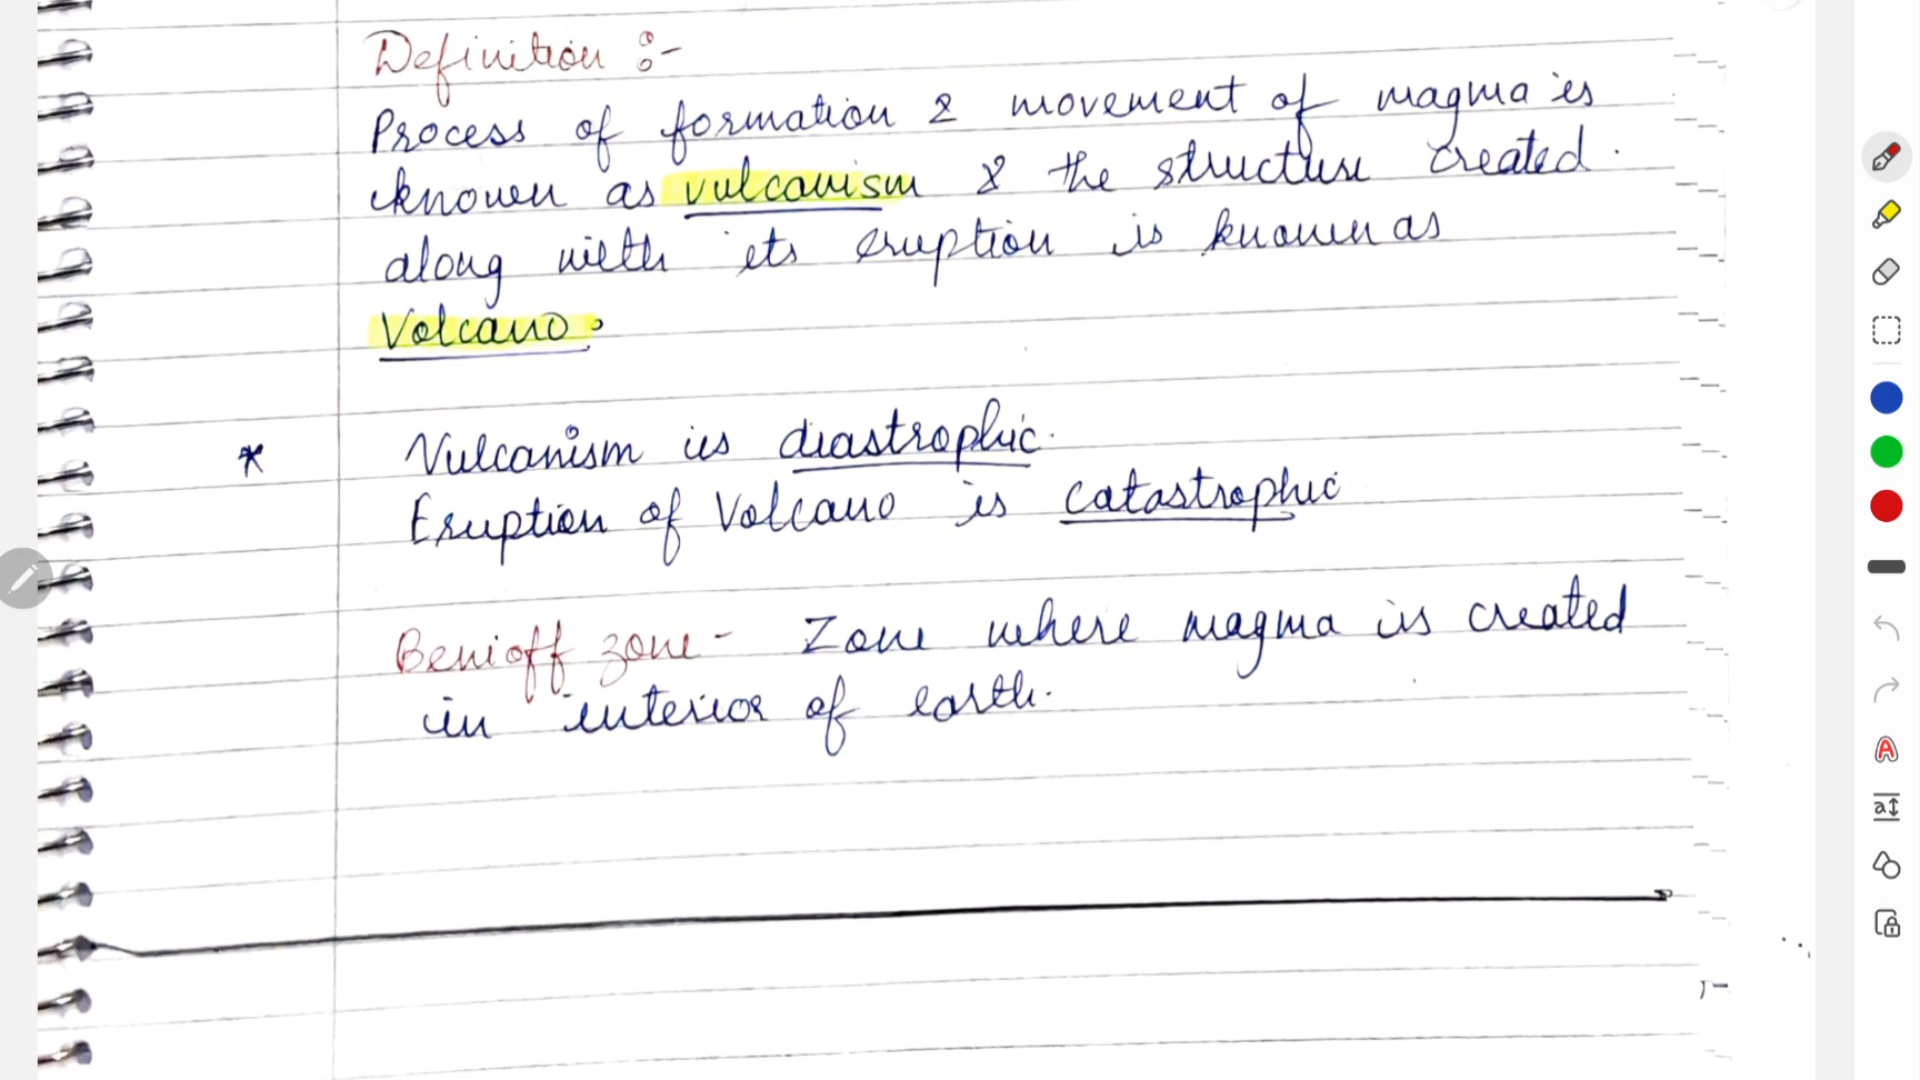 Definition :-
Process of formation & movement of magma is
known as vulcanism & the structure created.
along with its eruption is known as
Volcano.
* Vulcanism is diastrophic.
Eruption of Volcano is catastrophic
Benioff zone - Zone where magma is created
in interior of earth.